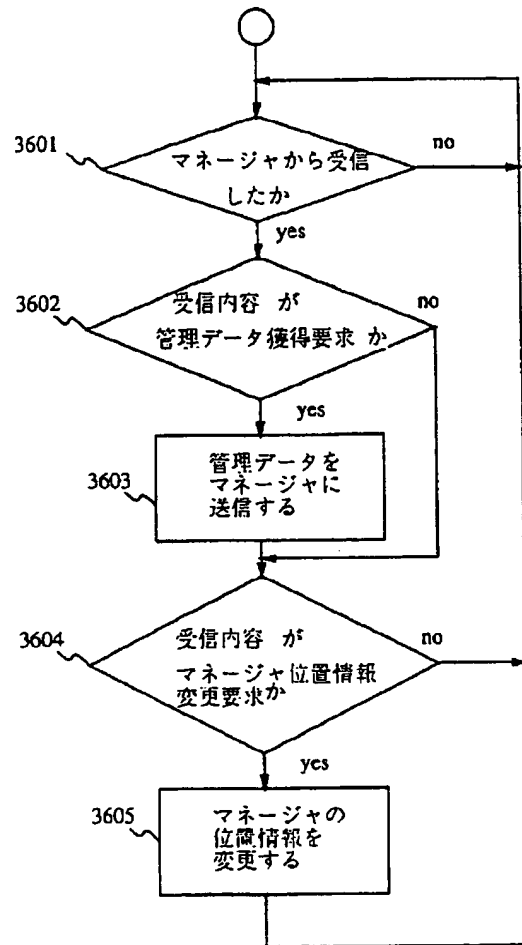 3601
マネージャから受信
したか
no
yes
3602
受信内容 が
管理データ獲得要求 か
no
yes
3603
管理データを
マネージャに
送信する
3604
受信内容 が
マネージャ位置情報
変更要求か
no
yes
3605
マネージャの
位置情報を
変更する